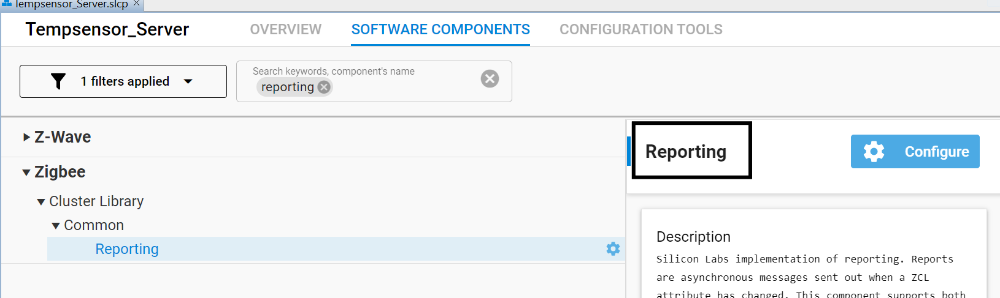 Tempsensor_Server.slcp
Tempsensor_Server OVERVIEW SOFTWARE COMPONENTS CONFIGURATION TOOLS
1 filters applied
Search keywords, component's name
reporting
Z-Wave
Zigbee
Cluster Library
Common
Reporting
Reporting
Configure
Description
Silicon Labs implementation of reporting. Reports
are asynchronous messages sent out when a ZCL
attribute has changed. This component supports both